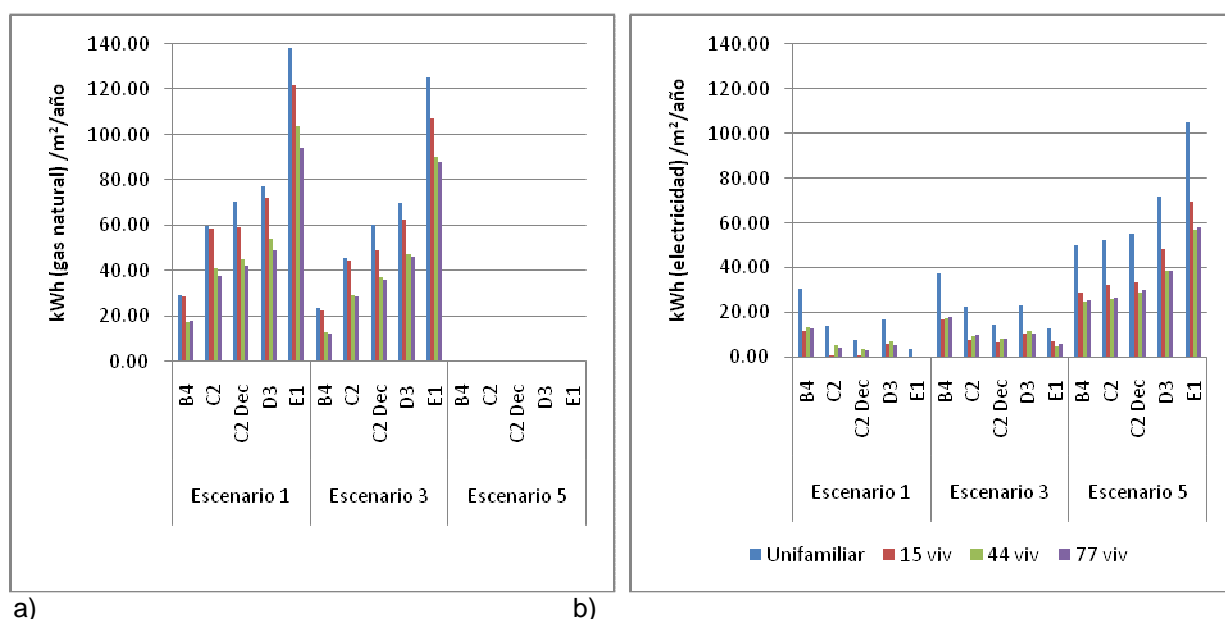 kWh (gas natural) /m²/año
140.00
120.00
100.00
80.00
60.00
40.00
20.00
0.00
B4
C2
C2 Dec
D3
E1
B4
C2
C2 Dec
D3
E1
B4
C2
C2 Dec
D3
E1
Escenario 1
Escenario 3
Escenario 5
a)
kWh (electricidad) /m²/año
140.00
120.00
100.00
80.00
60.00
40.00
20.00
0.00
B4
C2
C2 Dec
D3
E1
B4
C2
C2 Dec
D3
E1
B4
C2
C2 Dec
D3
E1
Escenario 1
Escenario 3
Escenario 5
Unifamiliar 15 viv 44 viv 77 viv
b)